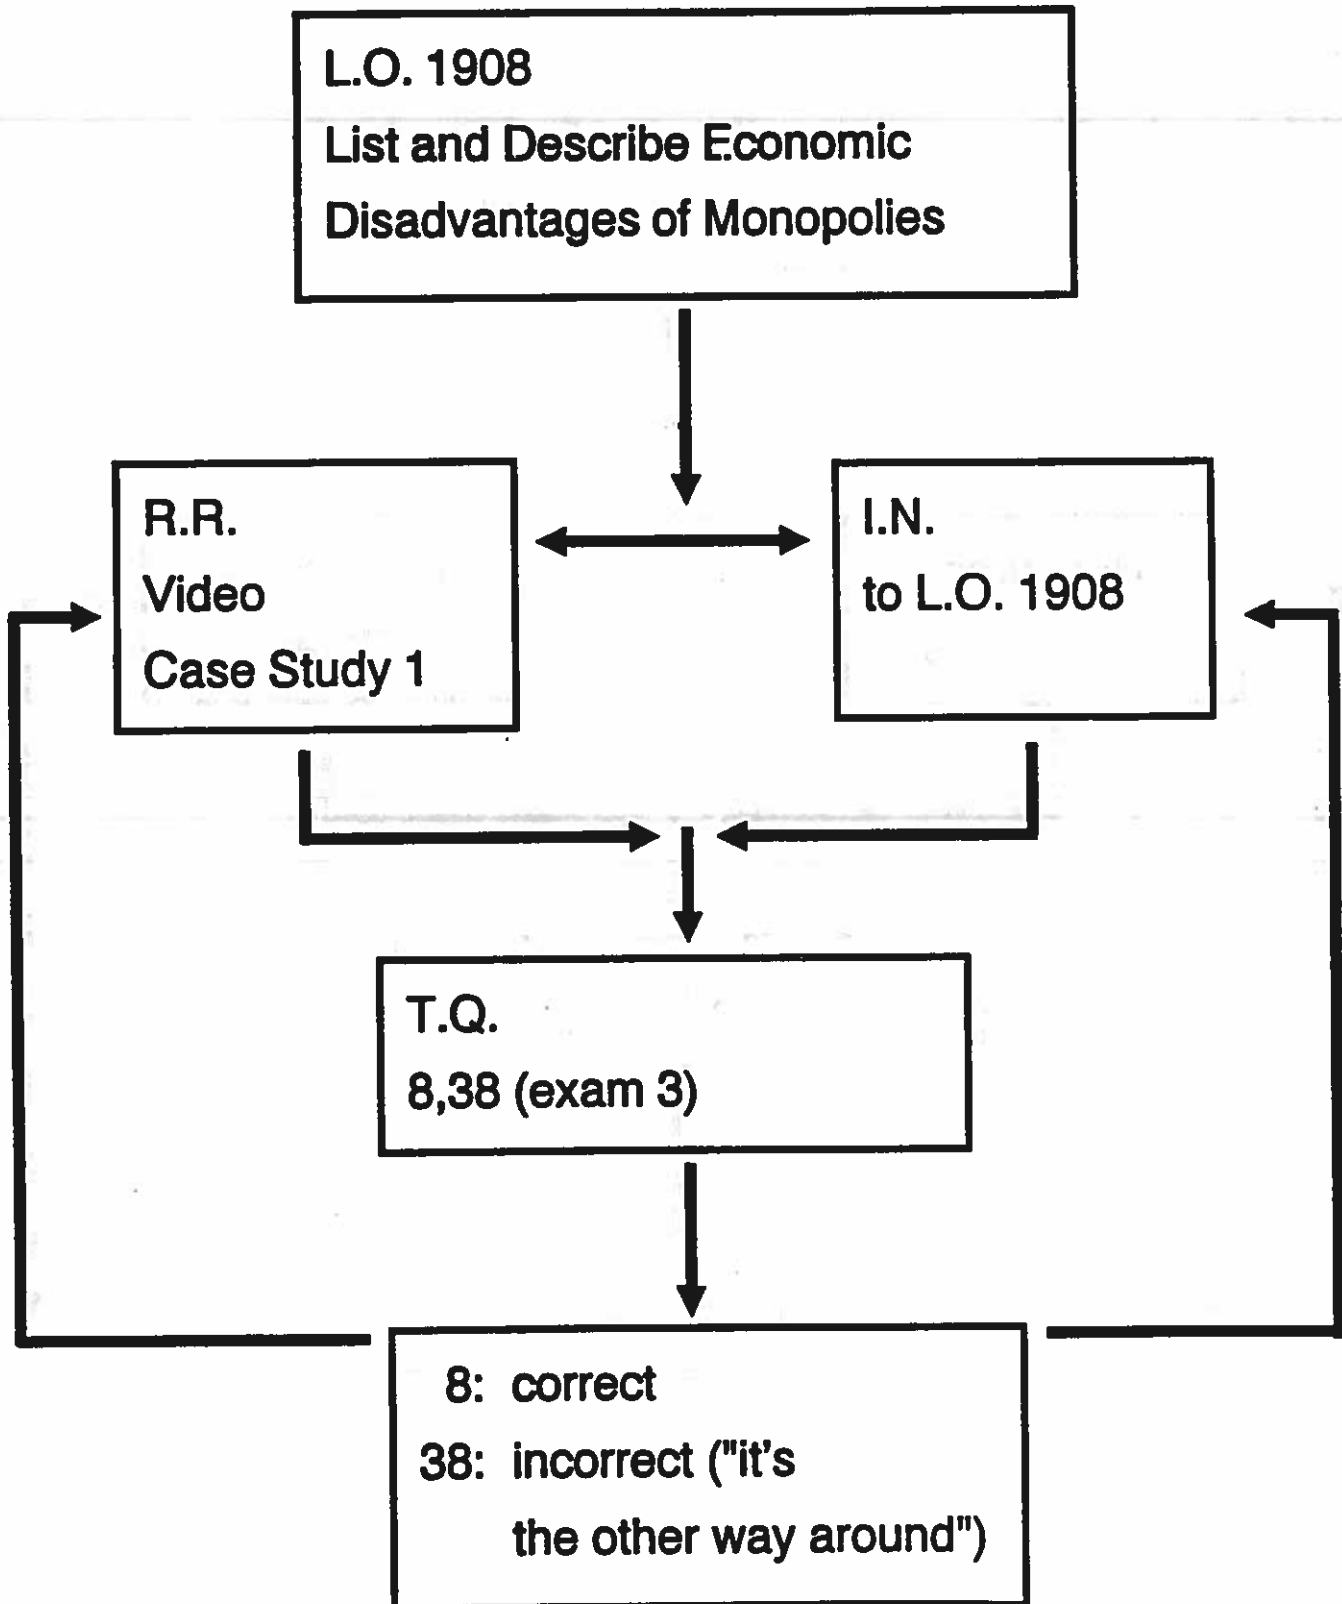 L.O. 1908
List and Describe Economic
Disadvantages of Monopolies
R.R.
Video
Case Study 1
I.N.
to L.O. 1908
T.Q.
8,38 (exam 3)
8: correct
38: incorrect ("it's
the other way around")